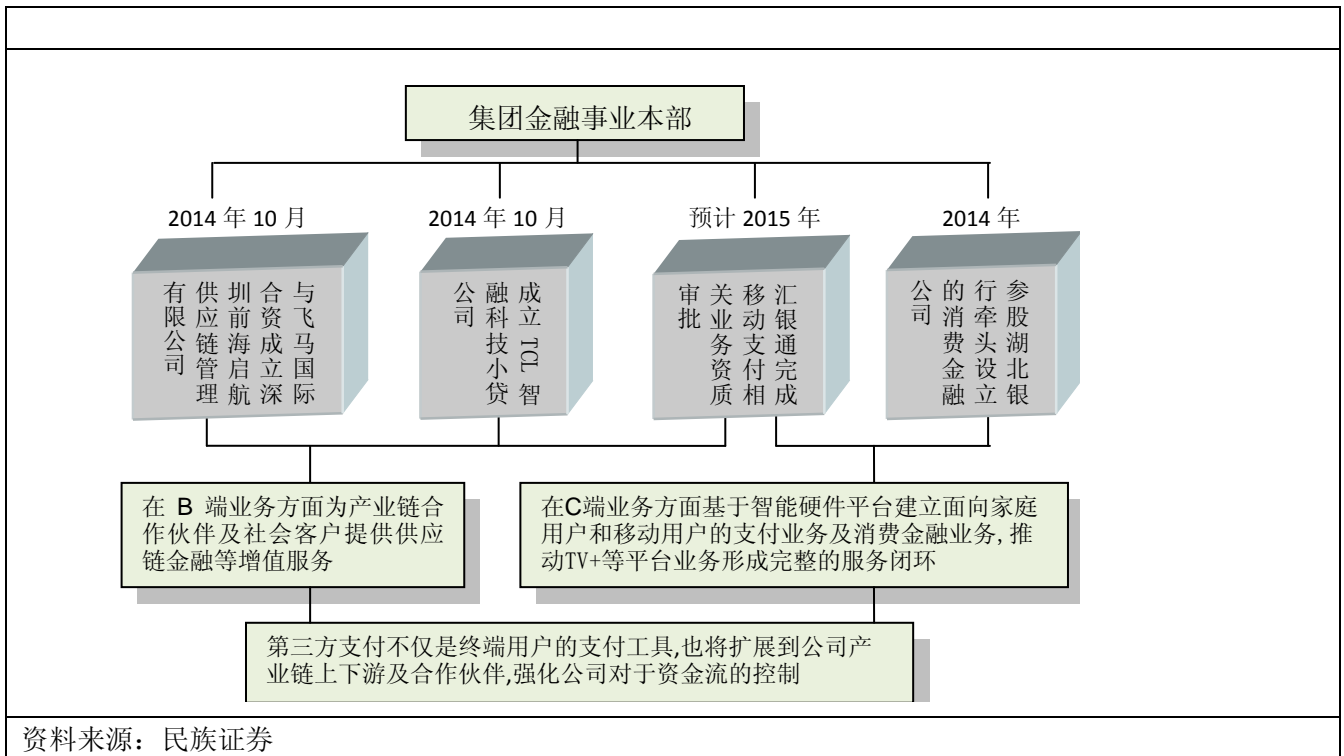 集团金融事业本部
2014 年 10 月
2014 年 10 月
预计 2015 年
2014 年
与飞马国际
合资成立深
圳前海启航
供应链管理
有限公司
成立 TCL 智
融科技小贷
公司
汇银通完成
移动支付相
关业务资质
审批
参股湖北银
行牵头设立
的消费金融
公司
在 B 端业务方面为产业链合
作伙伴及社会客户提供供应
链金融等增值服务
在C端业务方面基于智能硬件平台建立面向家庭
用户和移动用户的支付业务及消费金融业务,推
动TV+等平台业务形成完整的服务闭环
第三方支付不仅是终端用户的支付工具,也将扩展到公司产
业链上下游及合作伙伴,强化公司对于资金流的控制
资料来源：民族证券